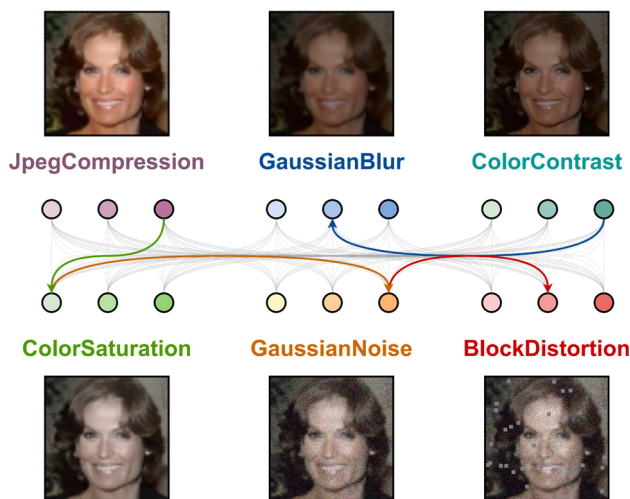 JpegCompression
GaussianBlur
ColorContrast
ColorSaturation
GaussianNoise
BlockDistortion